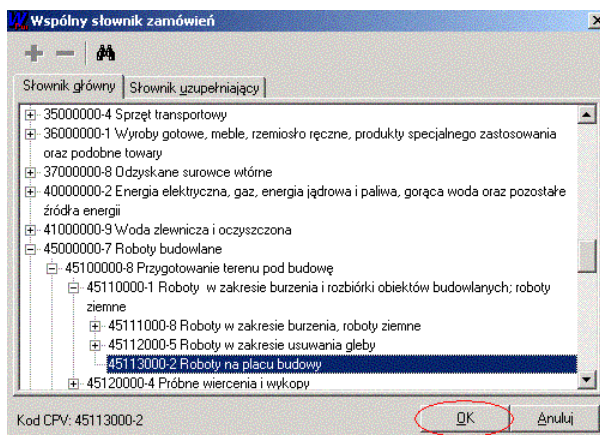 Wspólny słownik zamówień
Słownik główny
Słownik uzupełniający
35000000-4 Sprzęt transportowy
36000000-1 Wyroby gotowe, meble, rzemiosło ręczne, produkty specjalnego zastosowania
oraz podobne towary
37000000-8 Odzyskane surowce wtórne
40000000-2 Energia elektryczna, gaz, energia jądrowa i paliwa, gorąca woda oraz pozostałe
źródła energii
41000000-9 Woda zlewnicza i oczyszczona
45000000-7 Roboty budowlane
45100000-8 Przygotowanie terenu pod budowę
45110000-1 Roboty w zakresie burzenia i rozbiórki obiektów budowlanych; roboty
ziemne
45111000-8 Roboty w zakresie burzenia, roboty ziemne
45112000-5 Roboty w zakresie usuwania gleby
45113000-2 Roboty na placu budowy
45120000-4 Próbne wiercenia i wykopy
Kod CPV: 45113000-2
OK
Anuluj